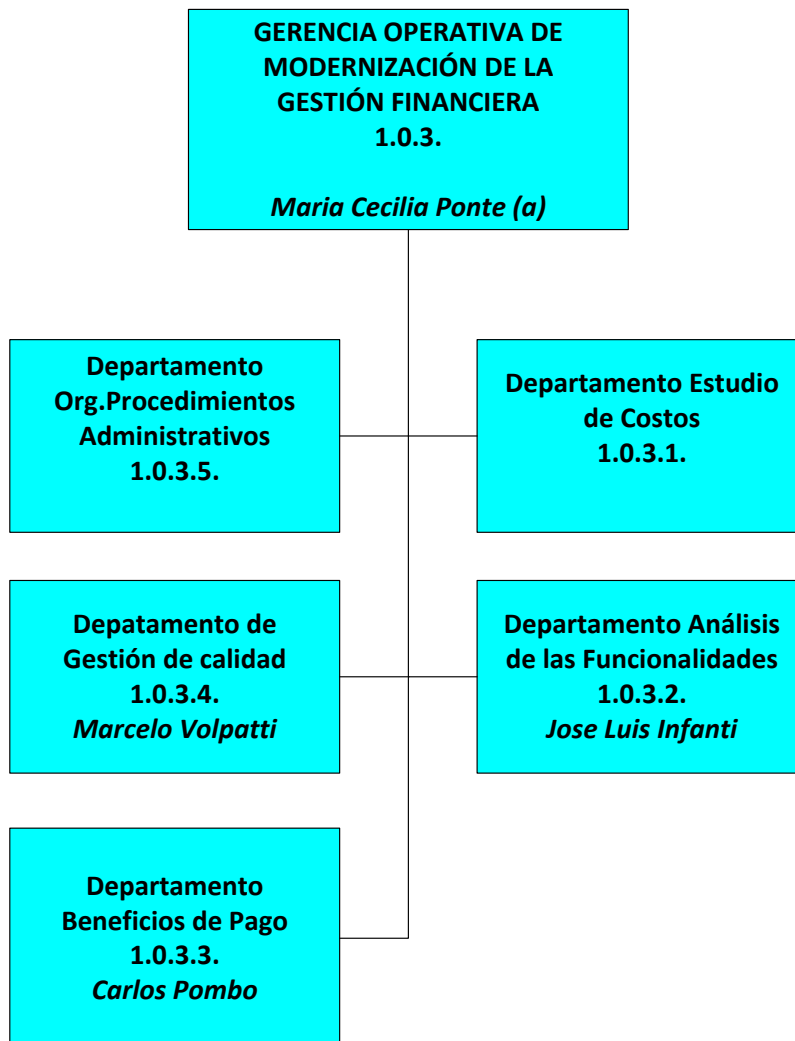 GERENCIA OPERATIVA DE
MODERNIZACIÓN DE LA
GESTIÓN FINANCIERA
1.0.3.
Maria Cecilia Ponte (a)
Departamento
Org.Procedimientos
Administrativos
1.0.3.5.
Departamento Estudio
de Costos
1.0.3.1.
Depatamento de
Gestión de calidad
1.0.3.4.
Marcelo Volpatti
Departamento Análisis
de las Funcionalidades
1.0.3.2.
Jose Luis Infanti
Departamento
Beneficios de Pago
1.0.3.3.
Carlos Pombo